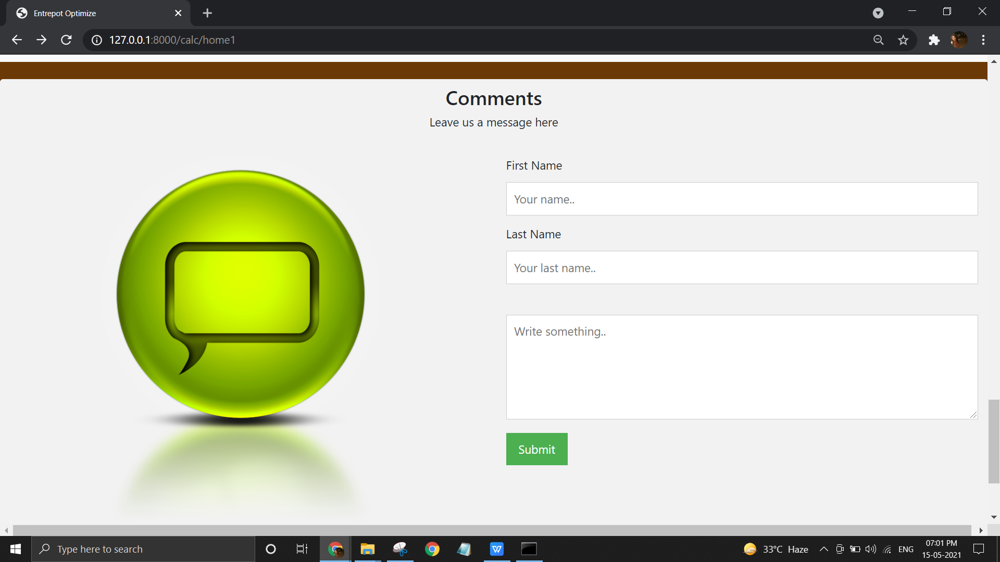 Entrepot Optimize
127.0.0.1:8000/calc/home1
Comments
Leave us a message here
First Name
Your name..
Last Name
Your last name..
Write something..
Submit
Type here to search
W
33°C Haze
ENG
07:01 PM
15-05-2021